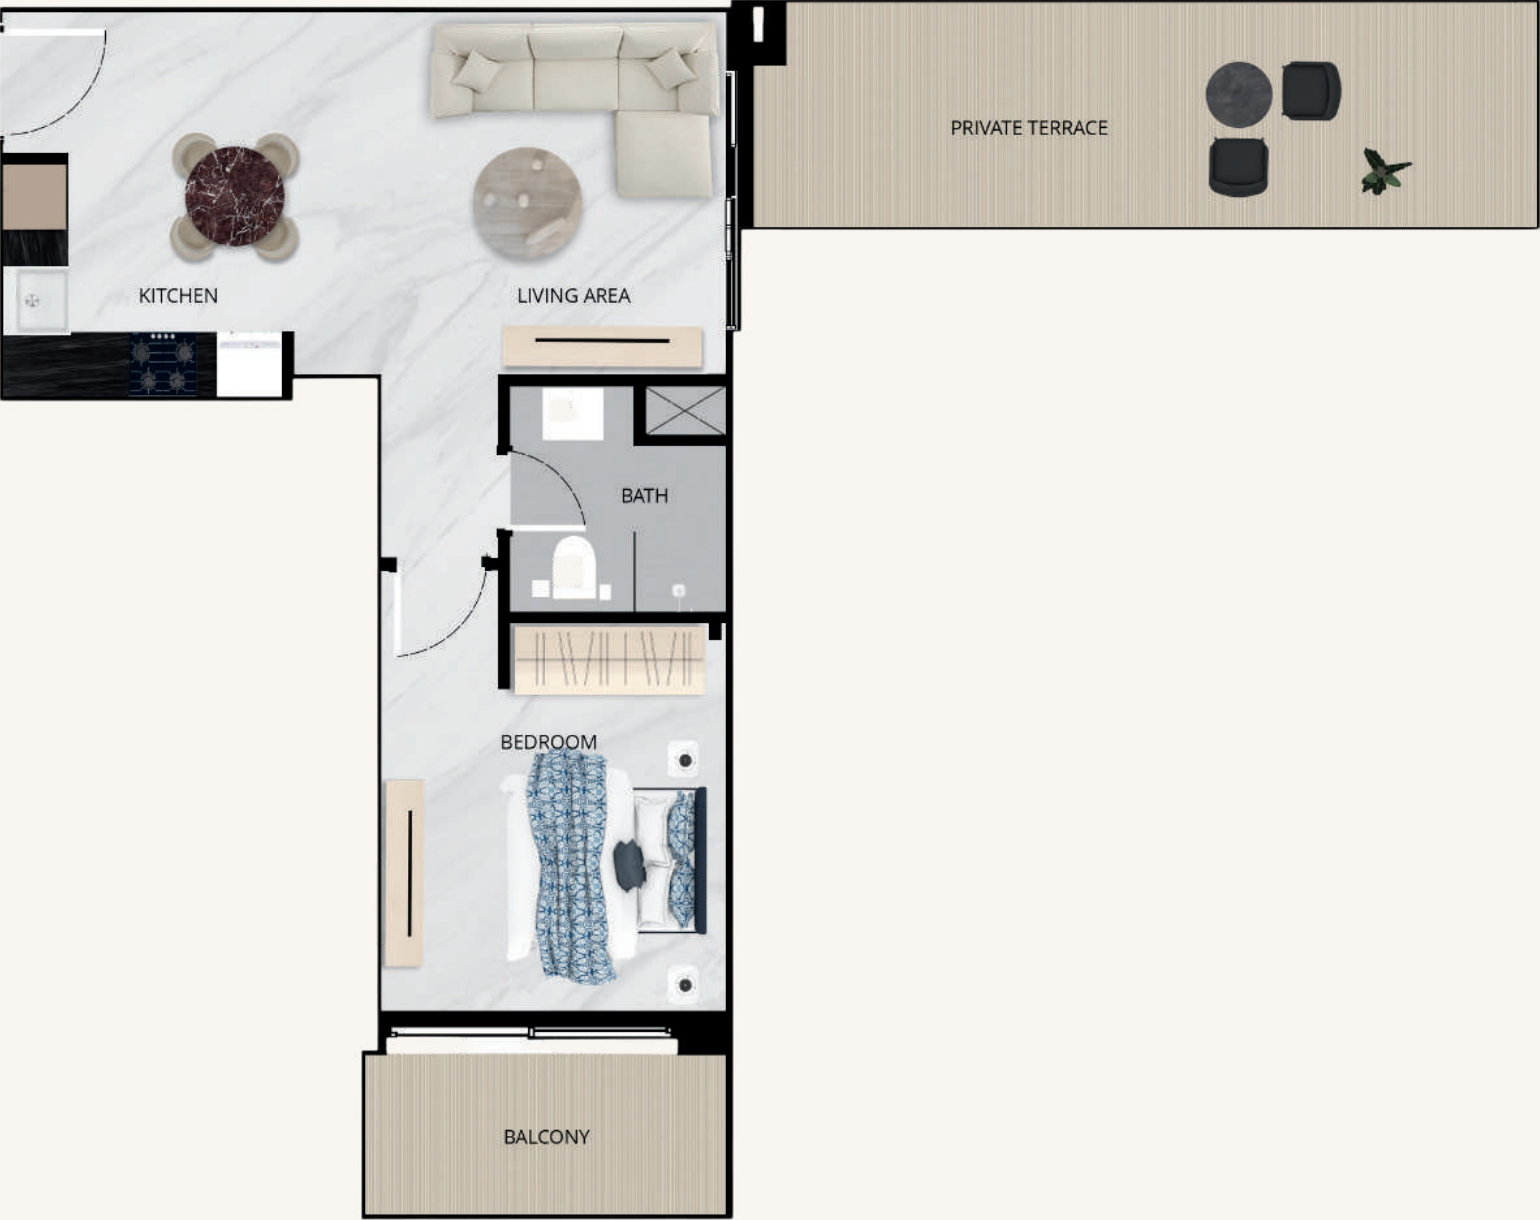 PRIVATE TERRACE
KITCHEN
LIVING AREA
BATH
BEDROOM
BALCONY